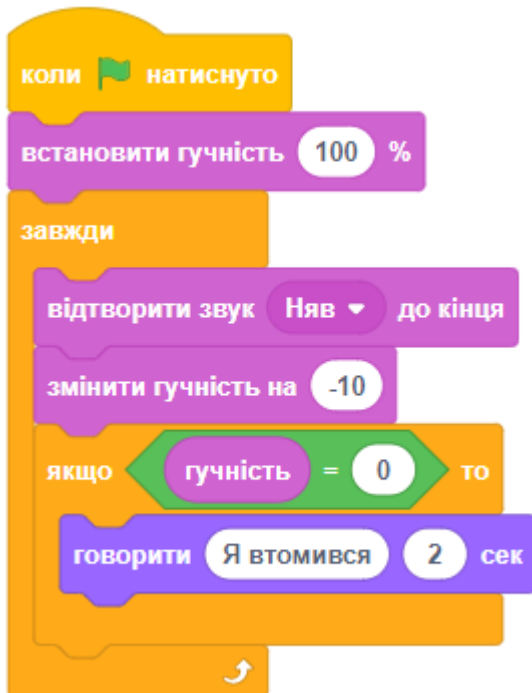 коли натиснуто
встановити гучність 100 %
завжди
відтворити звук Няв до кінця
змінити гучність на -10
якщо гучність = 0 то
говорити Я втомився 2 сек